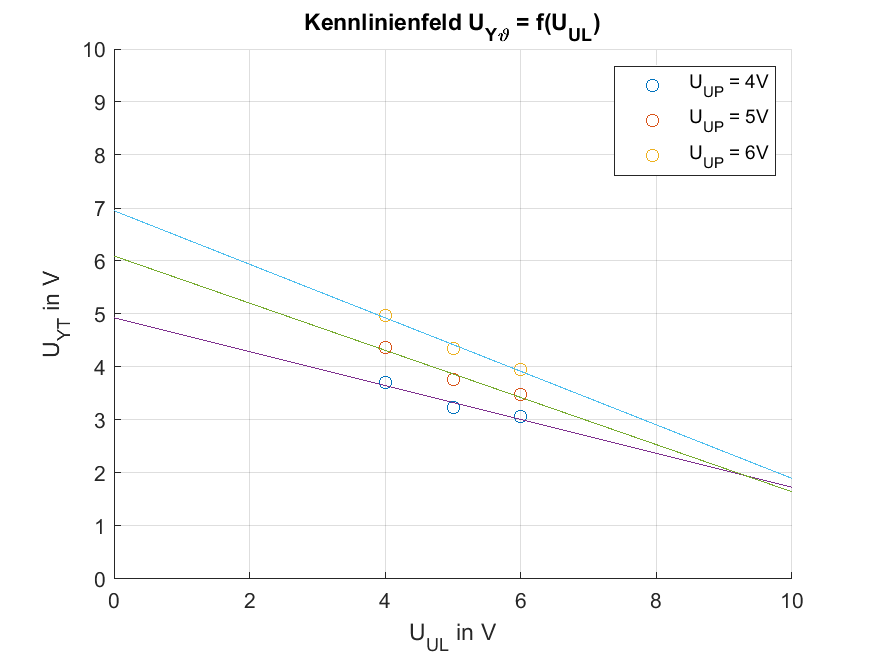 Kennlinienfeld U_Yϑ = f(U_UL)
10
9
8
7
6
5
4
3
2
1
0
U_YT in V
U_UP = 4V
U_UP = 5V
U_UP = 6V
0 2 4 6 8 10
U_UL in V